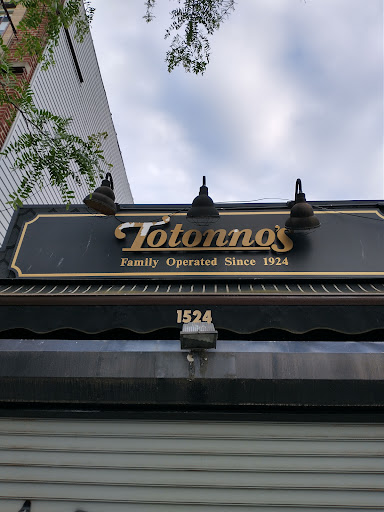 Totonno's
Family Operated Since 1924
1524